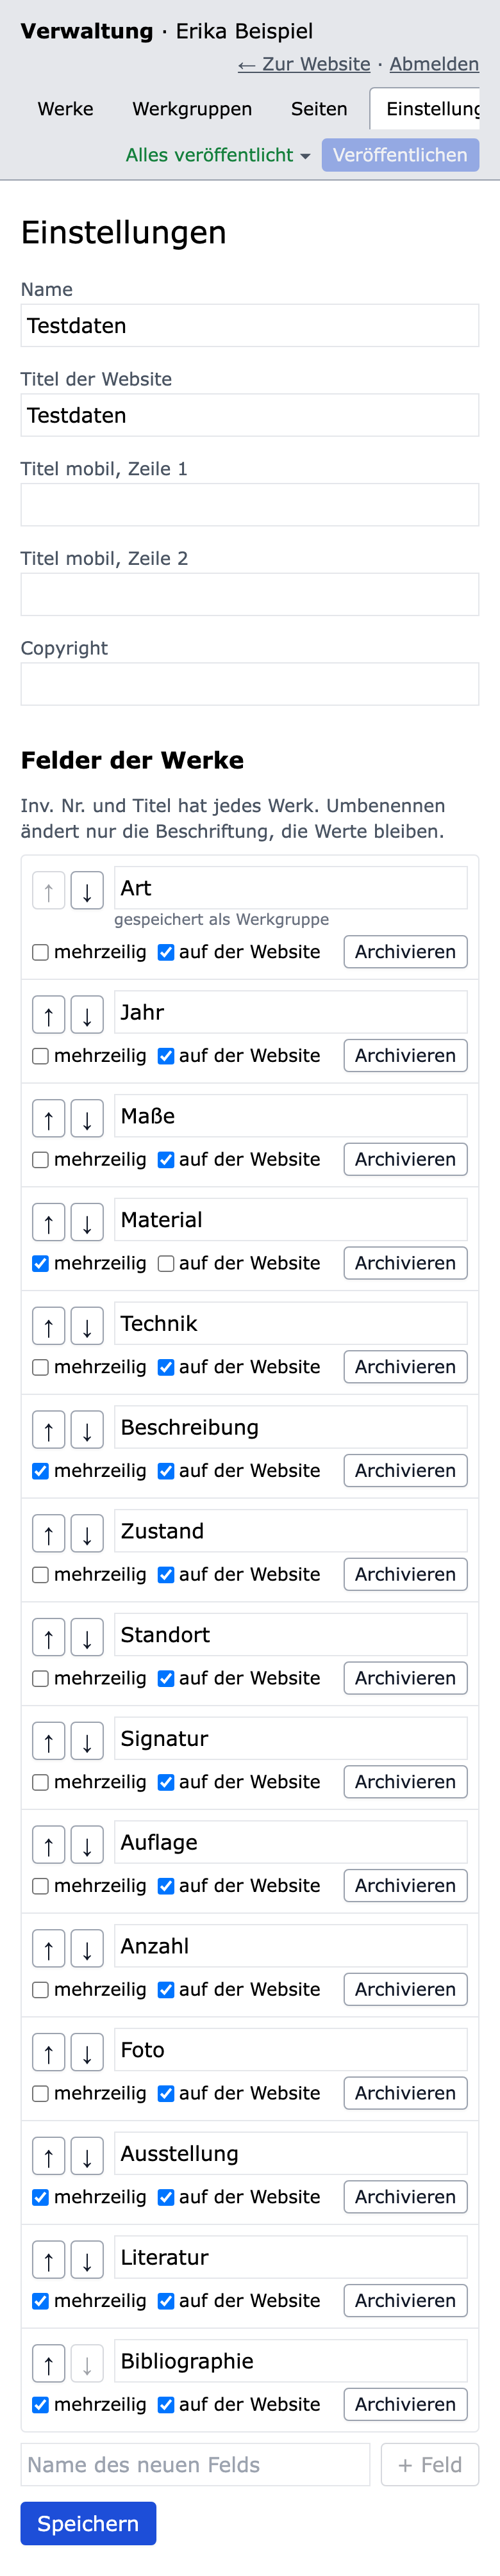 Verwaltung · Erika Beispiel
← Zur Website · Abmelden
Werke Werkgruppen Seiten Einstellung
Alles veröffentlicht Veröffentlichen
Einstellungen
Name
Testdaten
Titel der Website
Testdaten
Titel mobil, Zeile 1
Titel mobil, Zeile 2
Copyright
Felder der Werke
Inv. Nr. und Titel hat jedes Werk. Umbenennen
ändert nur die Beschriftung, die Werte bleiben.
↑ ↓ Art
gespeichert als Werkgruppe
mehrzeilig auf der Website Archivieren
↑ ↓ Jahr
mehrzeilig auf der Website Archivieren
↑ ↓ Maße
mehrzeilig auf der Website Archivieren
↑ ↓ Material
mehrzeilig auf der Website Archivieren
↑ ↓ Technik
mehrzeilig auf der Website Archivieren
↑ ↓ Beschreibung
mehrzeilig auf der Website Archivieren
↑ ↓ Zustand
mehrzeilig auf der Website Archivieren
↑ ↓ Standort
mehrzeilig auf der Website Archivieren
↑ ↓ Signatur
mehrzeilig auf der Website Archivieren
↑ ↓ Auflage
mehrzeilig auf der Website Archivieren
↑ ↓ Anzahl
mehrzeilig auf der Website Archivieren
↑ ↓ Foto
mehrzeilig auf der Website Archivieren
↑ ↓ Ausstellung
mehrzeilig auf der Website Archivieren
↑ ↓ Literatur
mehrzeilig auf der Website Archivieren
↑ ↓ Bibliographie
mehrzeilig auf der Website Archivieren
Name des neuen Felds + Feld
Speichern